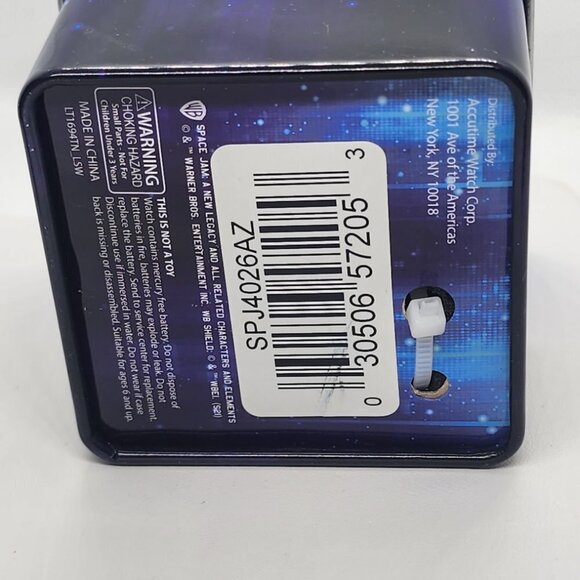 Distributed By:
Accutime Watch Corp.
1001 Ave of the Americas
New York, NY 10018
SPJ4026AZ
0 30506 57205 3
WB
SPACE JAM: A NEW LEGACY AND ALL RELATED CHARACTERS AND ELEMENTS
© & ™ WARNER BROS. ENTERTAINMENT INC. WB SHIELD: © & ™ WBEI. (S21)
THIS IS NOT A TOY
Watch contains mercury free battery. Do not dispose of
batteries in fire, batteries may explode or leak. Do not
replace the battery. Send to service center for replacement.
Discontinue use if immersed in water. Do not wear if case
back is missing or disassembled. Suitable for ages 6 and up.
⚠WARNING
CHOKING HAZARD
Small Parts - Not For
Children Under 3 Years
MADE IN CHINA
LT1694TN_LSW